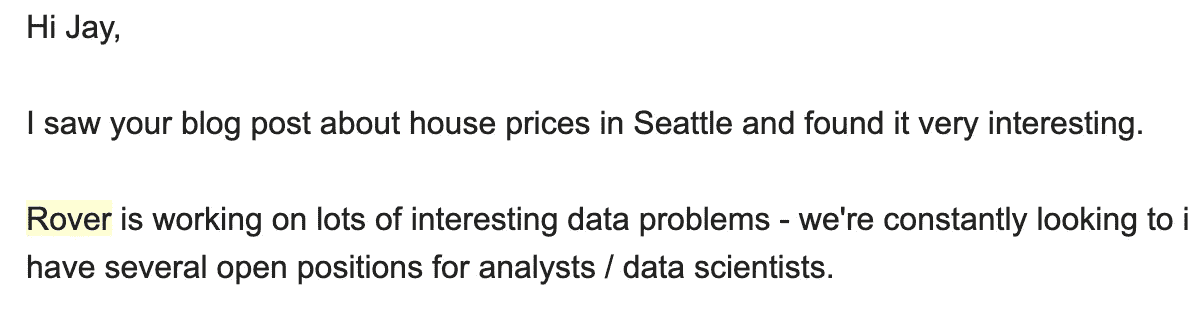 Hi Jay,
I saw your blog post about house prices in Seattle and found it very interesting.
Rover is working on lots of interesting data problems - we're constantly looking to
have several open positions for analysts / data scientists.